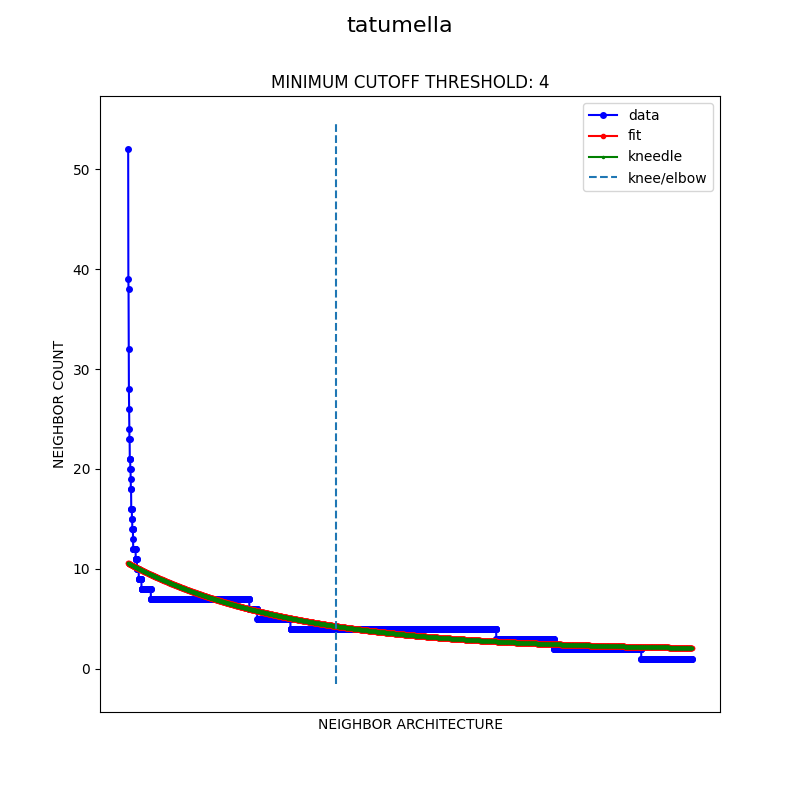 tatumella
MINIMUM CUTOFF THRESHOLD: 4
data
fit
kneedle
knee/elbow
50
40
30
20
10
0
NEIGHBOR COUNT
NEIGHBOR ARCHITECTURE